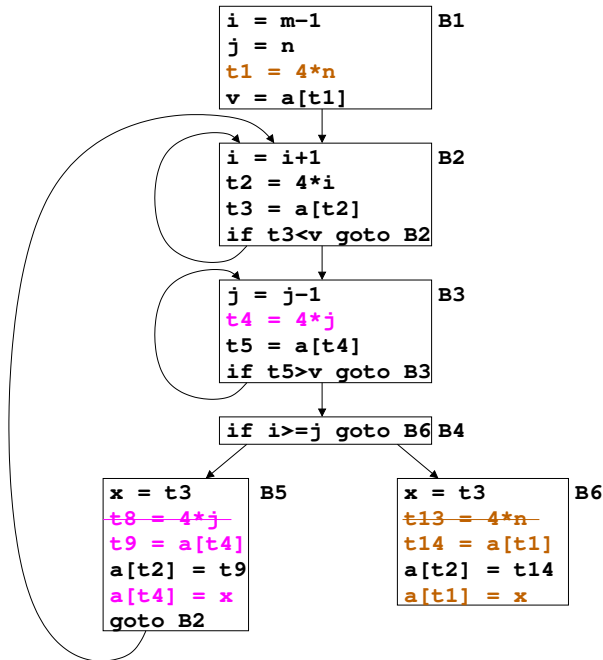 i = m-1 B1
j = n
t1 = 4*n
v = a[t1]
i = i+1 B2
t2 = 4*i
t3 = a[t2]
if t3<v goto B2
j = j-1 B3
t4 = 4*j
t5 = a[t4]
if t5>v goto B3
if i>=j goto B6 B4
x = t3 B5
t8 = 4*j
t9 = a[t4]
a[t2] = t9
a[t4] = x
goto B2
x = t3 B6
t13 = 4*n
t14 = a[t1]
a[t2] = t14
a[t1] = x